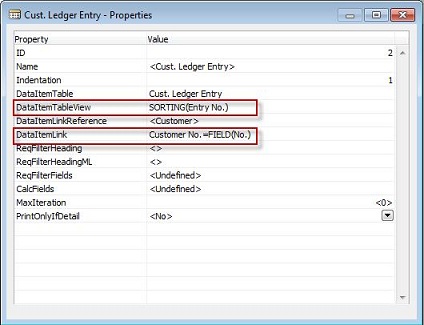 Cust. Ledger Entry - Properties
Property Value
ID 2
Name <Cust. Ledger Entry>
Indentation 1
DataItemTable Cust. Ledger Entry
DataItemTableView SORTING(Entry No.)
DataItemLinkReference <Customer>
DataItemLink Customer No.=FIELD(No.)
ReqFilterHeading <>
ReqFilterHeadingML <>
ReqFilterFields <Undefined>
CalcFields <Undefined>
MaxIteration <0>
PrintOnlyIfDetail <No>